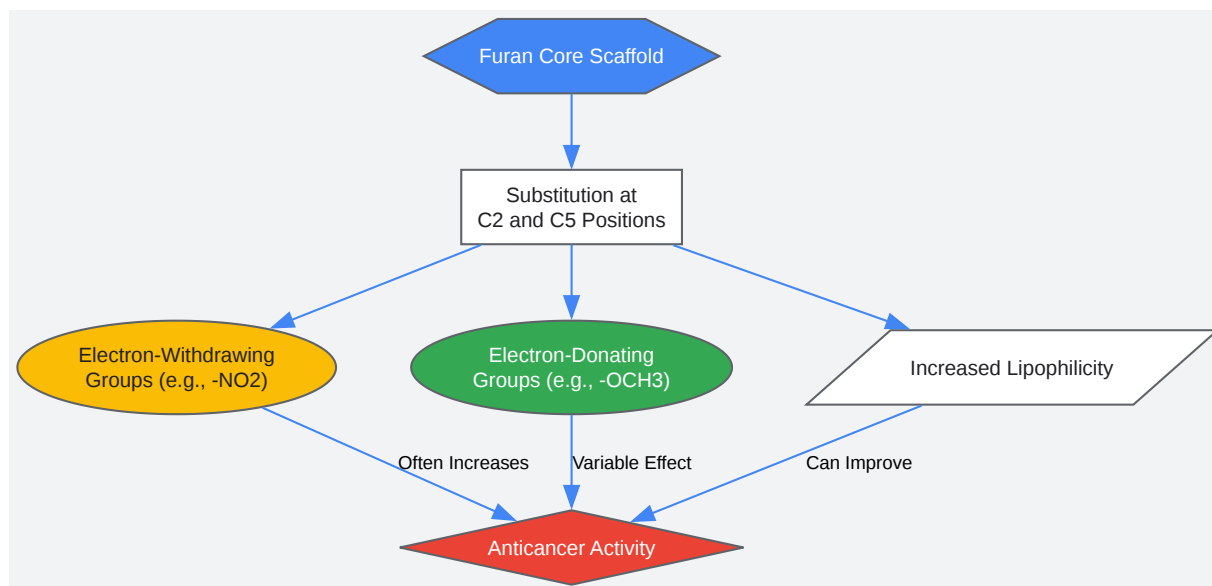 Furan Core Scaffold
Substitution at
C2 and C5 Positions
Electron-Withdrawing
Groups (e.g., -NO2)
Electron-Donating
Groups (e.g., -OCH3)
Increased Lipophilicity
Often Increases
Variable Effect
Can Improve
Anticancer Activity